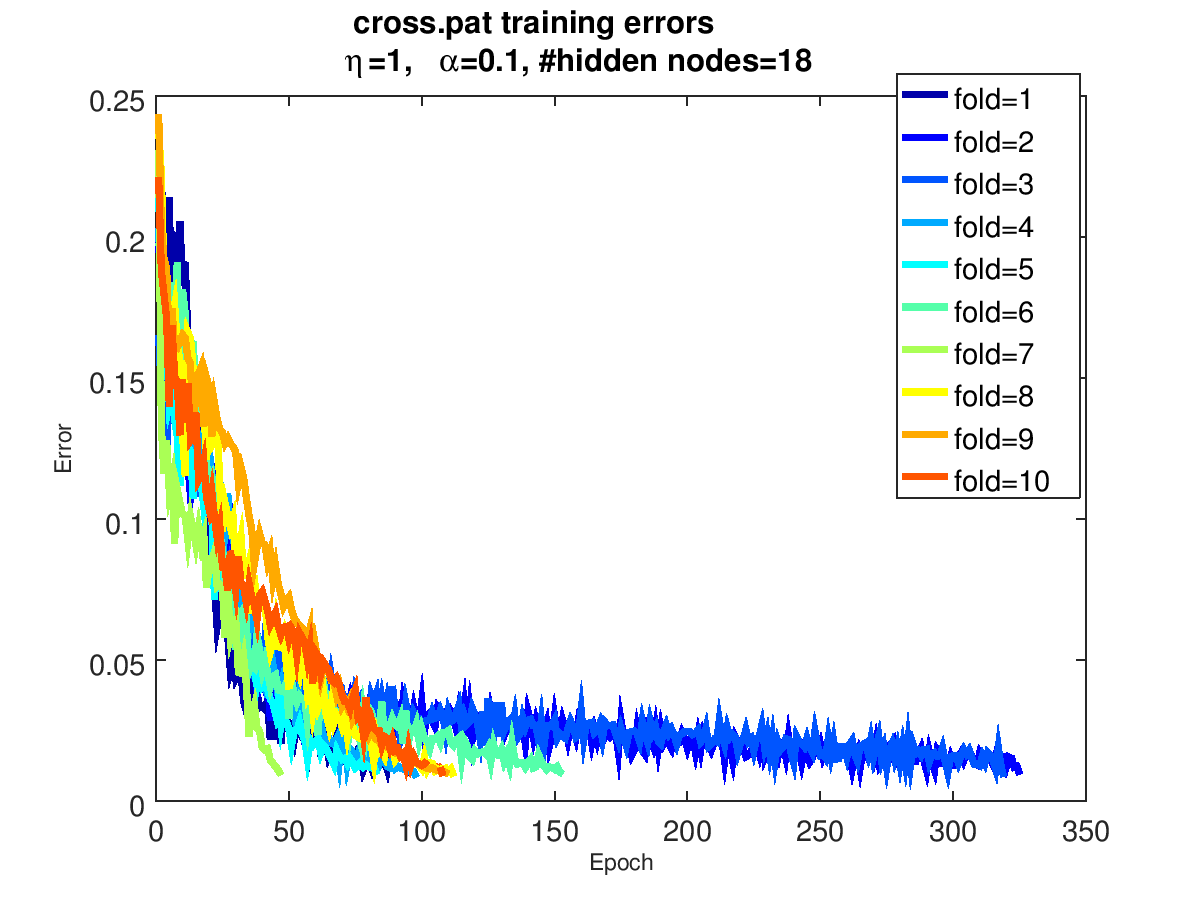 cross.pat training errors
η=1, α=0.1, #hidden nodes=18
0.25
0.2
0.15
0.1
0.05
0
Error
0 50 100 150 200 250 300 350
Epoch
fold=1
fold=2
fold=3
fold=4
fold=5
fold=6
fold=7
fold=8
fold=9
fold=10